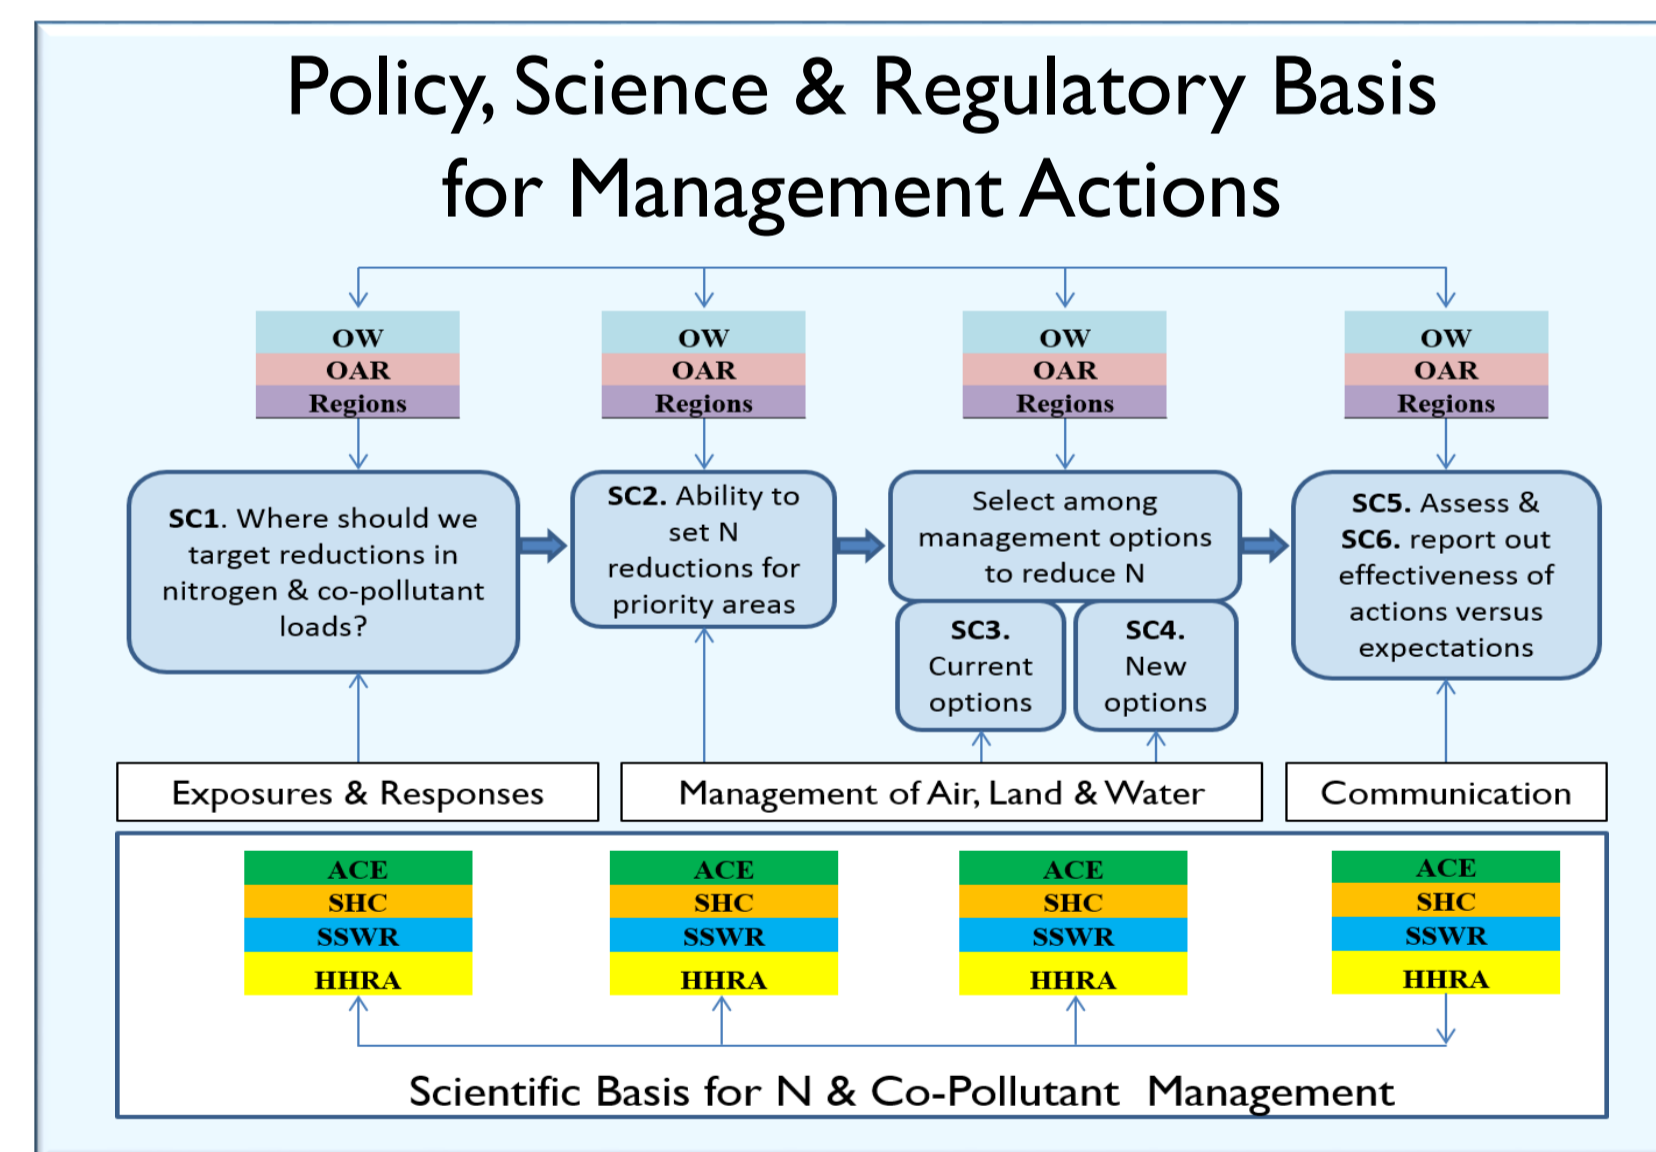 Policy, Science & Regulatory Basis
for Management Actions
OW
OAR
Regions
OW
OAR
Regions
OW
OAR
Regions
OW
OAR
Regions
SC1. Where should we
target reductions in
nitrogen & co-pollutant
loads?
SC2. Ability to
set N
reductions for
priority areas
Select among
management options
to reduce N
SC3.
Current
options
SC4.
New
options
SC5. Assess &
SC6. report out
effectiveness of
actions versus
expectations
Exposures & Responses
Management of Air, Land & Water
Communication
ACE
SHC
SSWR
HHRA
ACE
SHC
SSWR
HHRA
ACE
SHC
SSWR
HHRA
ACE
SHC
SSWR
HHRA
Scientific Basis for N & Co-Pollutant Management